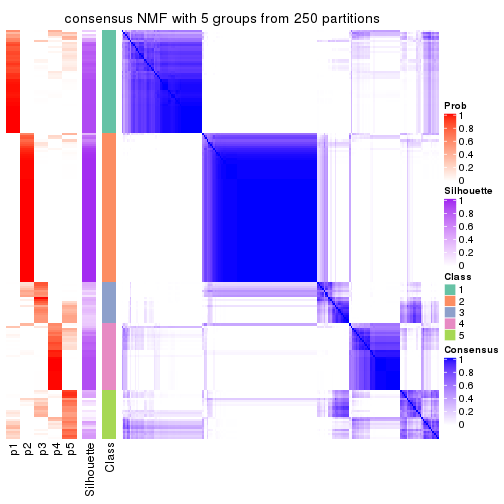 consensus NMF with 5 groups from 250 partitions
Prob
1
0.8
0.6
0.4
0.2
0
Silhouette
1
0.8
0.6
0.4
0.2
0
Class
1
2
3
4
5
Consensus
1
0.8
0.6
0.4
0.2
0
p1
p2
p3
p4
p5
Silhouette
Class